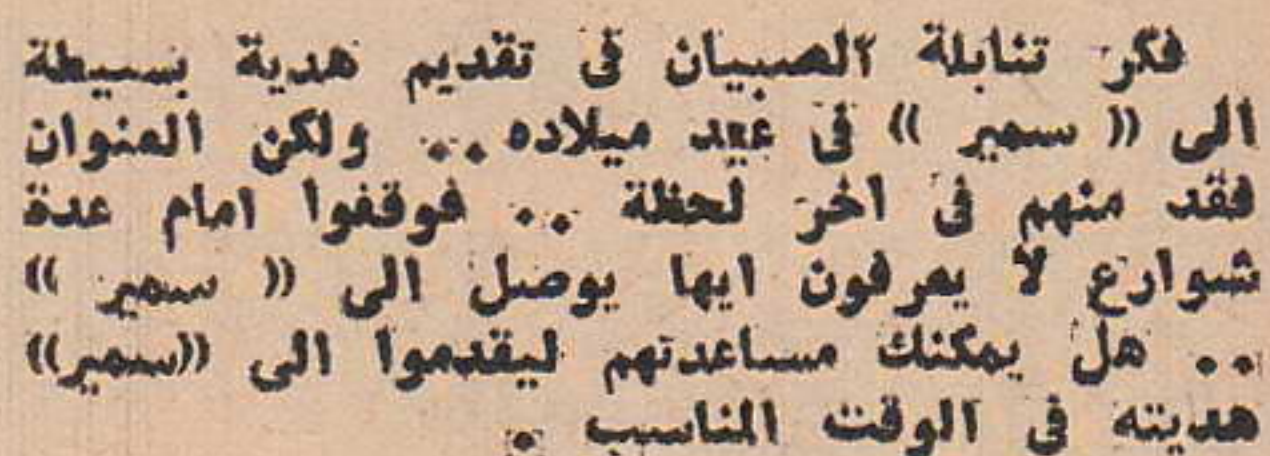 فكر تنابلة الصبيان فى تقديم هدية بسيطة
الى (( سمير )) فى عيد ميلاده .. ولكن العنوان
فقد منهم فى اخر لحظة .. فوقفوا امام عدة
شوارع لا يعرفون ايها يوصل الى (( سمير ))
.. هل يمكنك مساعدتهم ليقدموا الى ((سمير))
هديته فى الوقت المناسب .